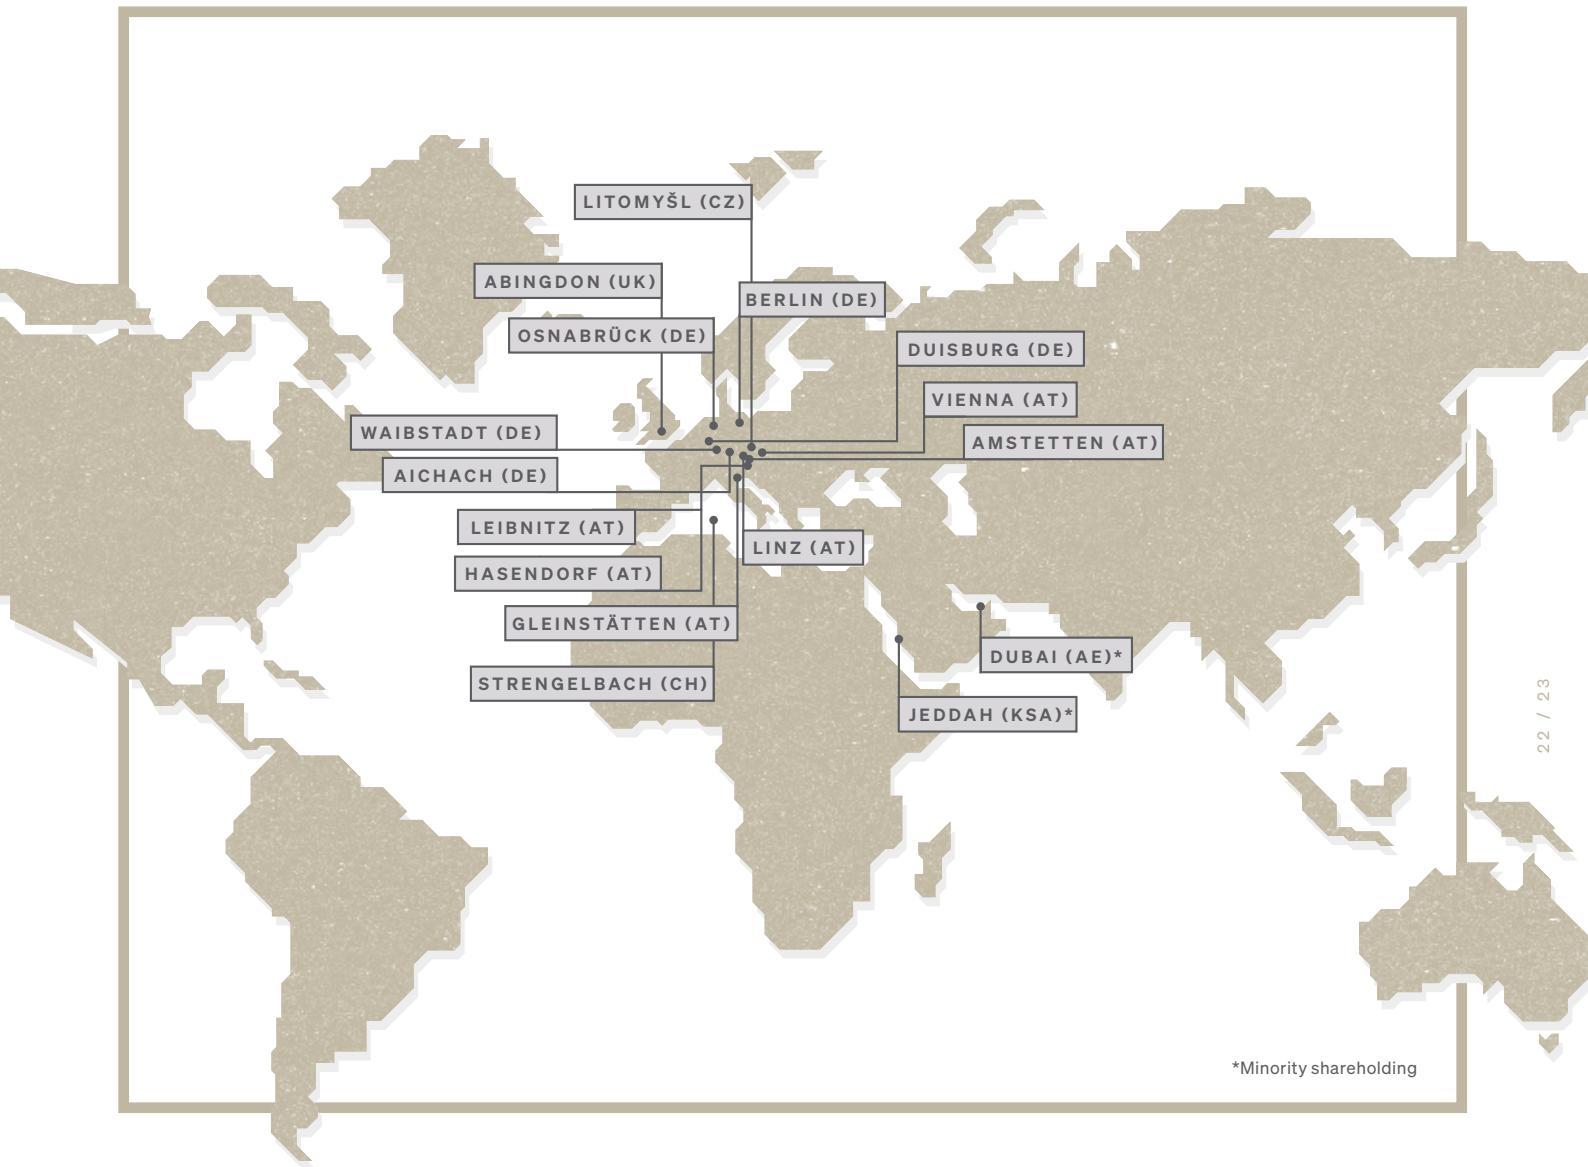 LITOMYŠL (CZ)
ABINGDON (UK)
BERLIN (DE)
OSNABRÜCK (DE)
DUISBURG (DE)
VIENNA (AT)
WAIBSTADT (DE)
AMSTETTEN (AT)
AICHACH (DE)
LEIBNITZ (AT)
LINZ (AT)
HASENDORF (AT)
GLEINSTÄTTEN (AT)
DUBAI (AE)*
STRENGELBACH (CH)
JEDDAH (KSA)*
22 / 23
*Minority shareholding